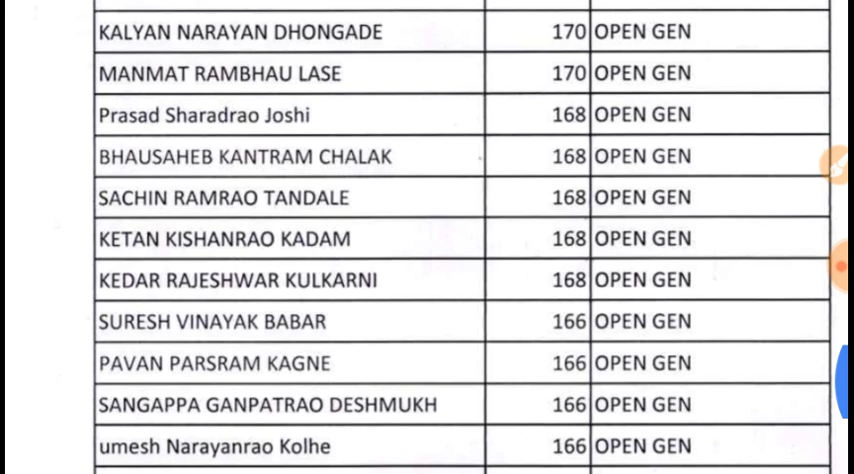 KALYAN NARAYAN DHONGADE 170 OPEN GEN
MANMAT RAMBHAU LASE 170 OPEN GEN
Prasad Sharadrao Joshi 168 OPEN GEN
BHAUSAHEB KANTRAM CHALAK 168 OPEN GEN
SACHIN RAMRAO TANDALE 168 OPEN GEN
KETAN KISHANRAO KADAM 168 OPEN GEN
KEDAR RAJESHWAR KULKARNI 168 OPEN GEN
SURESH VINAYAK BABAR 166 OPEN GEN
PAVAN PARSRAM KAGNE 166 OPEN GEN
SANGAPPA GANPATRAO DESHMUKH 166 OPEN GEN
umesh Narayanrao Kolhe 166 OPEN GEN